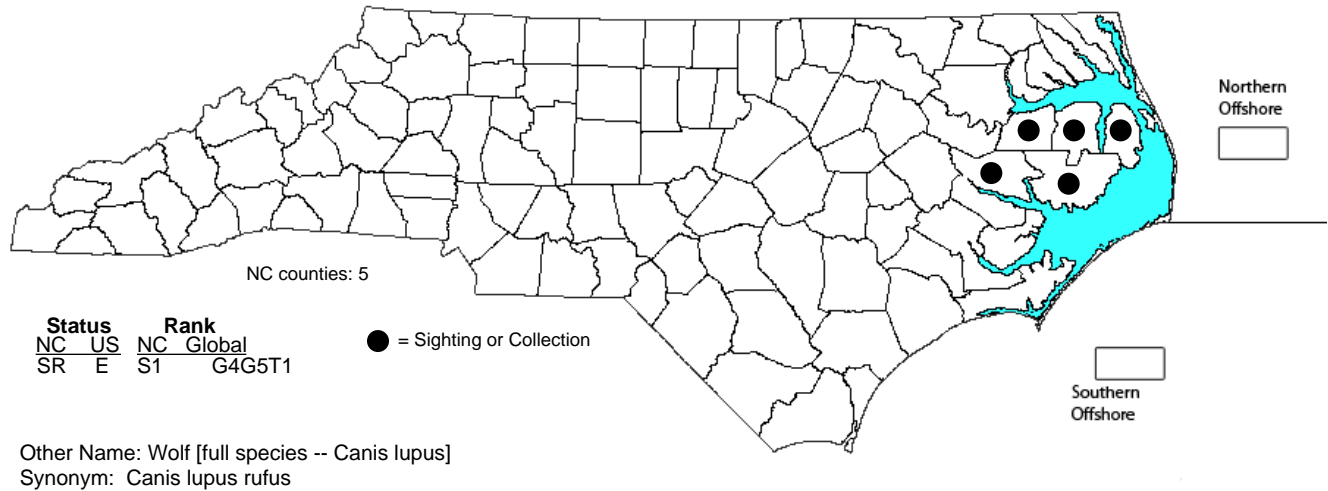 Northern
Offshore
NC counties: 5
Status Rank
NC US NC Global
SR E S1 G4G5T1
= Sighting or Collection
Southern
Offshore
Other Name: Wolf [full species -- Canis lupus]
Synonym: Canis lupus rufus